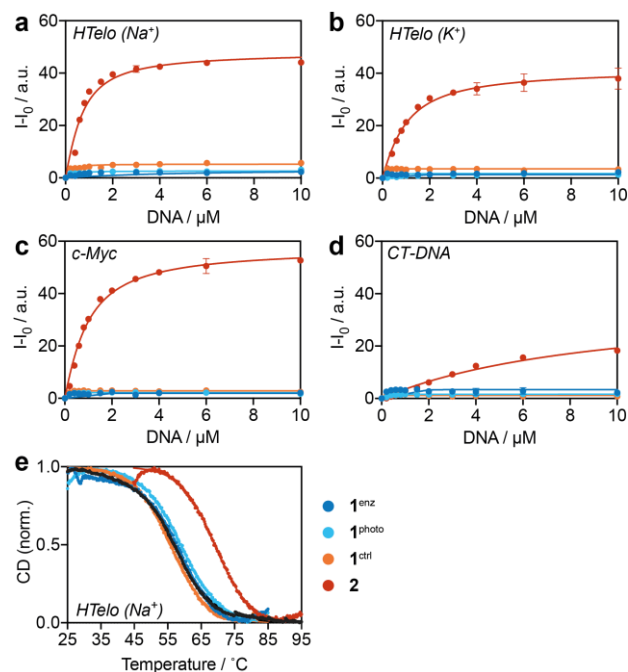 a b
HTelo (Na⁺) HTelo (K⁺)
60 60
40 40
20 20
0 0
I-I₀ / a.u. I-I₀ / a.u.
0 2 4 6 8 10 0 2 4 6 8 10
DNA / µM DNA / µM
c d
c-Myc CT-DNA
60 60
40 40
20 20
0 0
I-I₀ / a.u. I-I₀ / a.u.
0 2 4 6 8 10 0 2 4 6 8 10
DNA / µM DNA / µM
e
1.0
0.5
0.0
CD (norm.)
HTelo (Na⁺)
25 35 45 55 65 75 85 95
Temperature / ˚C
1ᵉⁿᶻ
1ᵖʰᵒᵗᵒ
1ᶜᵗʳˡ
2